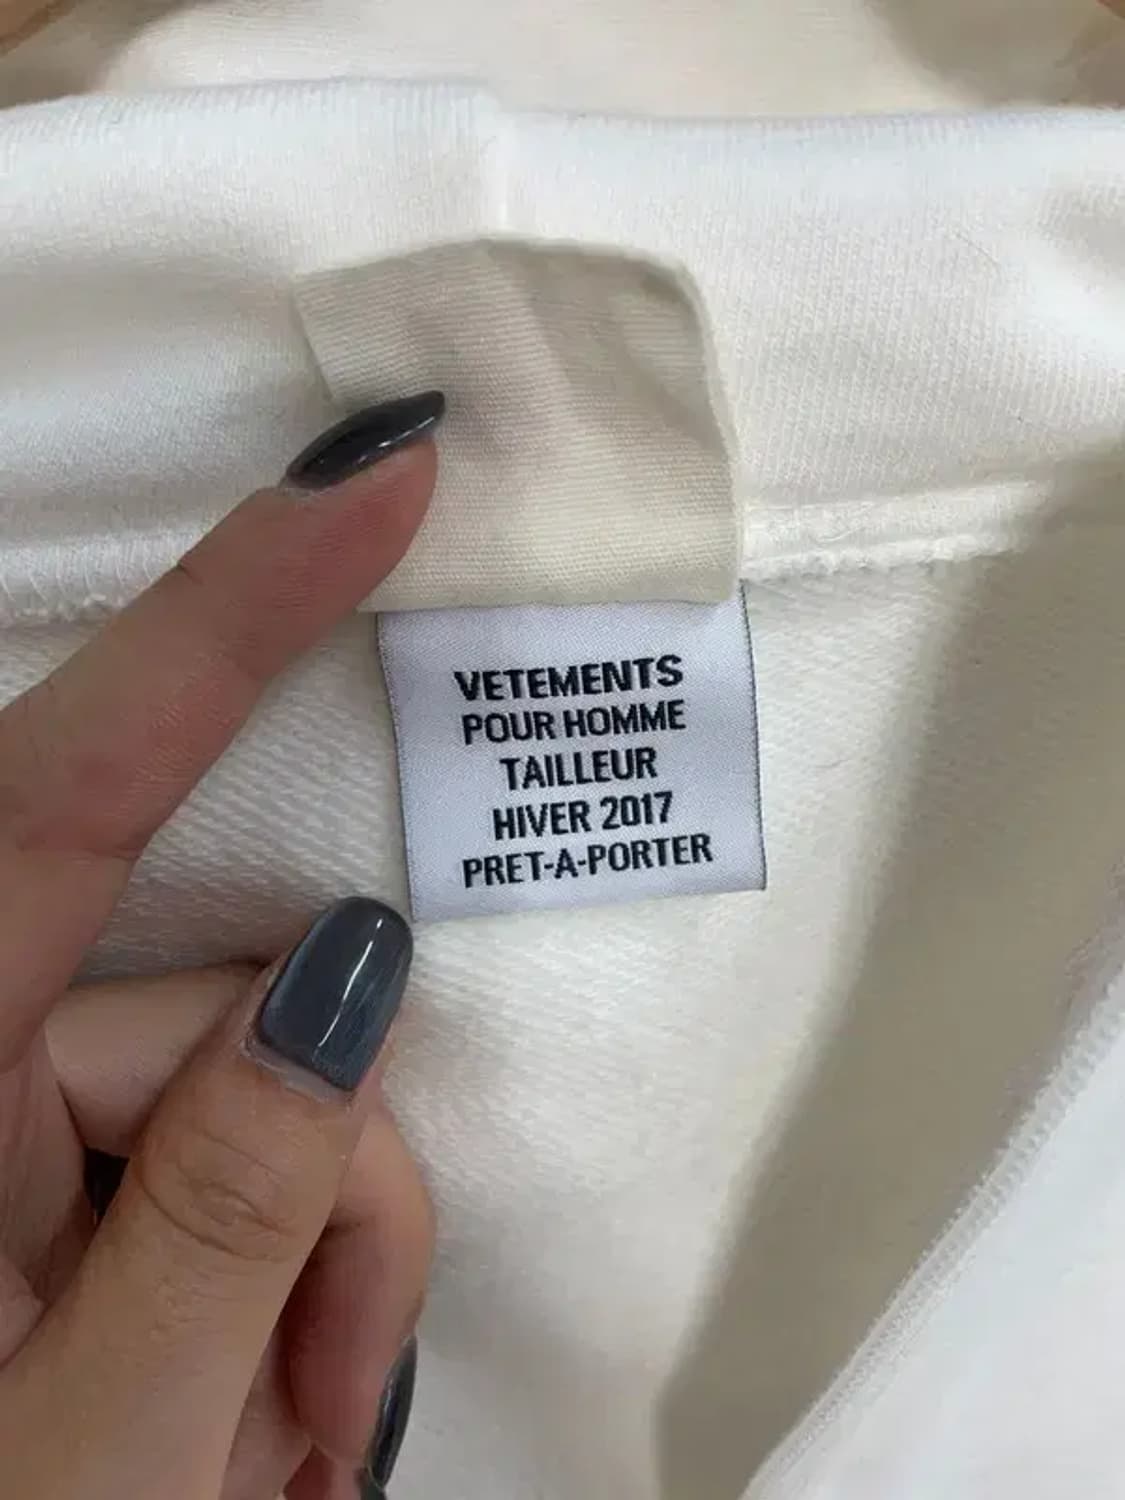 VETEMENTS
POUR HOMME
TAILLEUR
HIVER 2017
PRET-A-PORTER